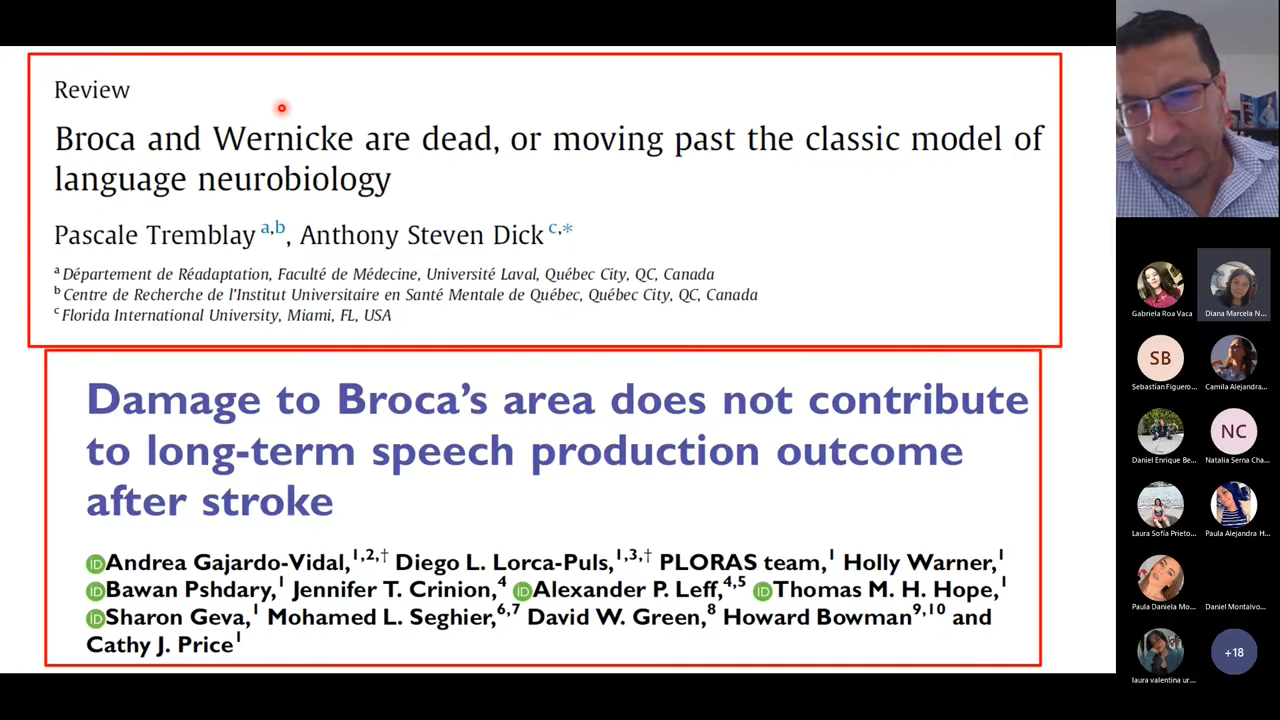 Review
Broca and Wernicke are dead, or moving past the classic model of
language neurobiology
Pascale Tremblay a,b, Anthony Steven Dick c,*
a Département de Réadaptation, Faculté de Médecine, Université Laval, Québec City, QC, Canada
b Centre de Recherche de l'Institut Universitaire en Santé Mentale de Québec, Québec City, QC, Canada
c Florida International University, Miami, FL, USA
Damage to Broca's area does not contribute
to long-term speech production outcome
after stroke
iD Andrea Gajardo-Vidal,1,2,† Diego L. Lorca-Puls,1,3,† PLORAS team,1 Holly Warner,1
iD Bawan Pshdary,1 Jennifer T. Crinion,4 iD Alexander P. Leff,4,5 iD Thomas M. H. Hope,1
iD Sharon Geva,1 Mohamed L. Seghier,6,7 David W. Green,8 Howard Bowman9,10 and
Cathy J. Price1
Gabriela Roa Vaca
Diana Marcela N...
SB
Sebastian Figuero...
Camila Alejandra...
Daniel Enrique Be...
NC
Natalia Serna Cha...
Laura Sofía Prieto...
Paula Alejandra H...
Paula Daniela Mo...
Daniel Montalvo...
laura valentina ur...
+18